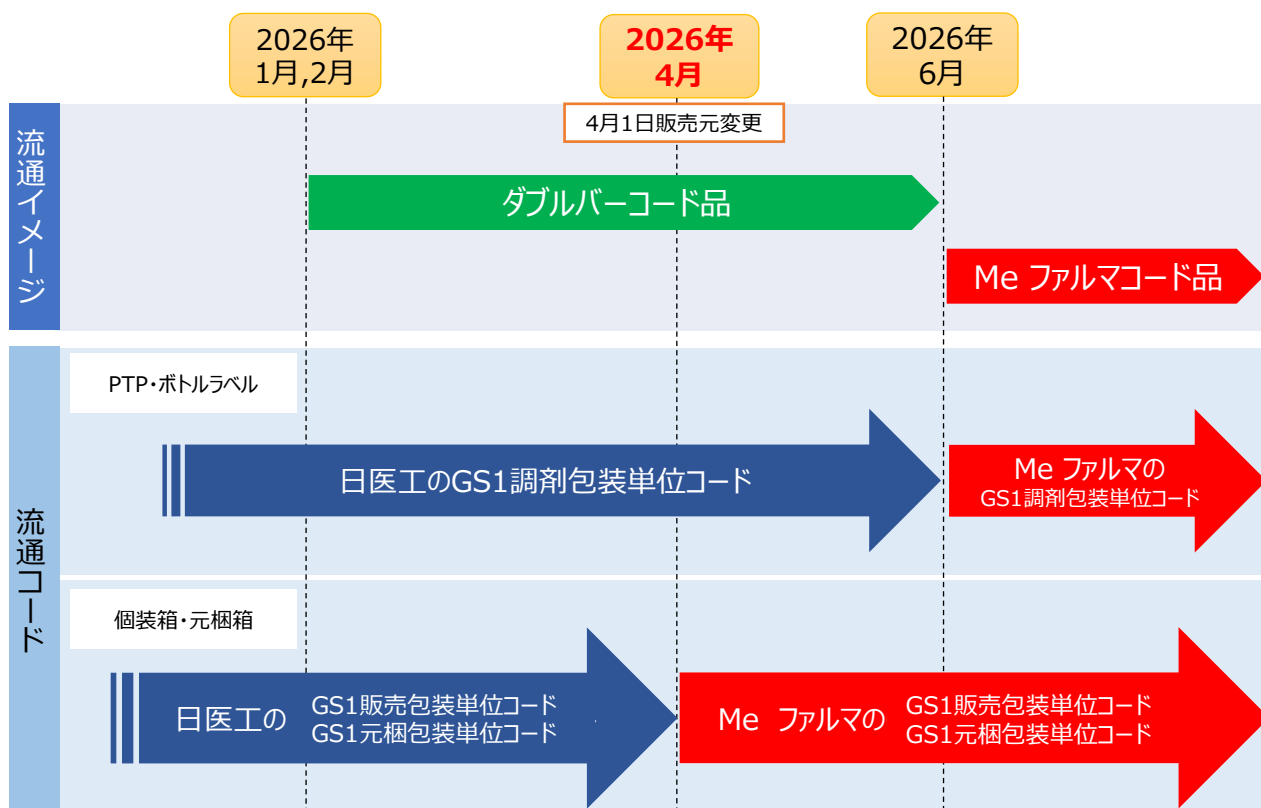 2026年
1月,2月
2026年
4月
2026年
6月
4月1日販売元変更
流通イメージ
ダブルバーコード品
Me ファルマコード品
流通コード
PTP・ボトルラベル
日医工のGS1調剤包装単位コード
Me ファルマの
GS1調剤包装単位コード
個装箱・元梱箱
日医工の
GS1販売包装単位コード
GS1元梱包装単位コード
Me ファルマの
GS1販売包装単位コード
GS1元梱包装単位コード